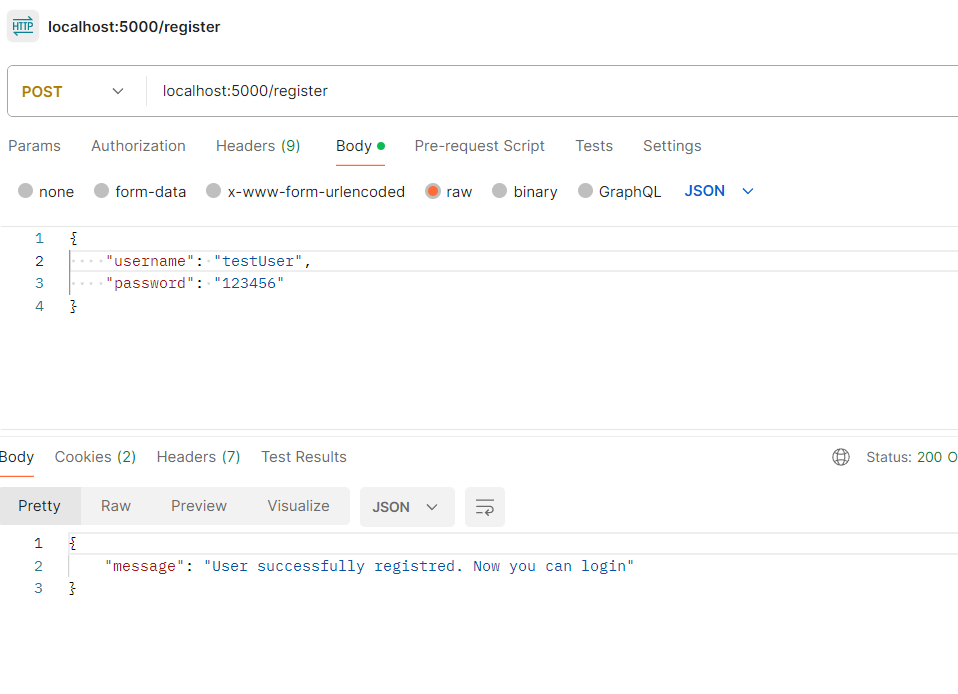 HTTP localhost:5000/register
POST localhost:5000/register
Params Authorization Headers (9) Body Pre-request Script Tests Settings
none form-data x-www-form-urlencoded raw binary GraphQL JSON
1 {
2 "username": "testUser",
3 "password": "123456"
4 }
Body Cookies (2) Headers (7) Test Results Status: 200 O
Pretty Raw Preview Visualize JSON
1 {
2 "message": "User successfully registred. Now you can login"
3 }